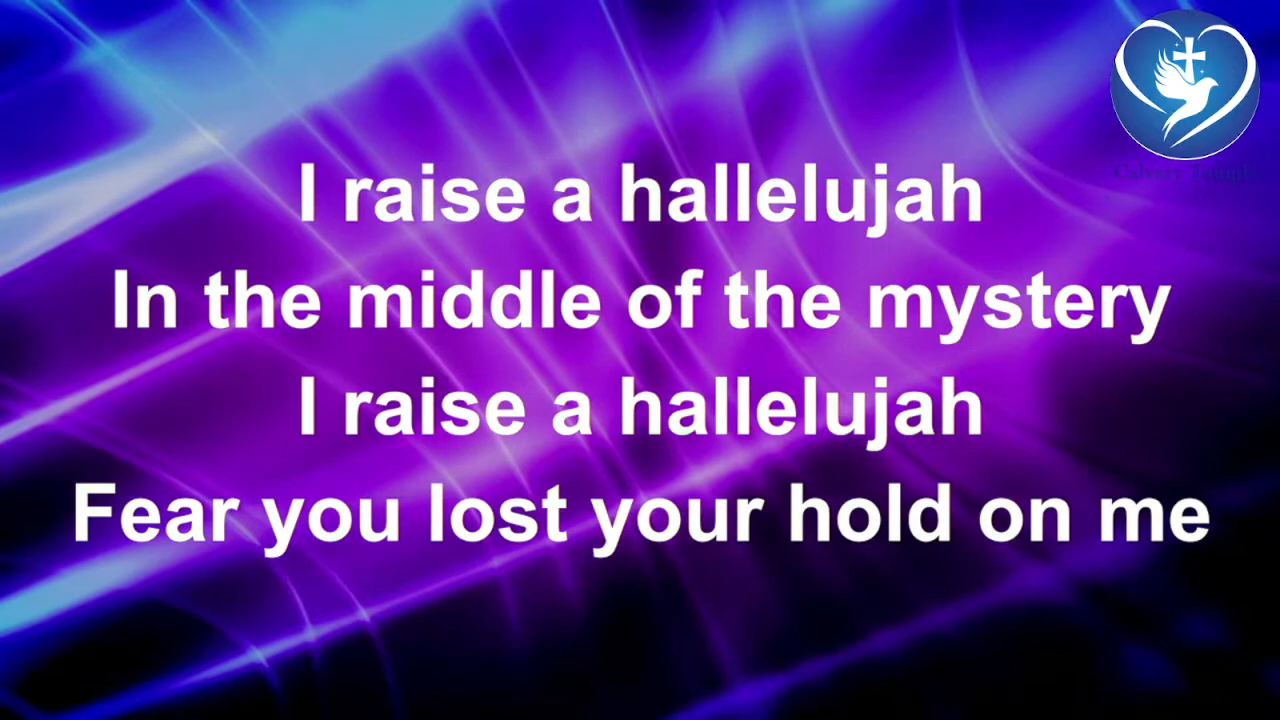 I raise a hallelujah
In the middle of the mystery
I raise a hallelujah
Fear you lost your hold on me